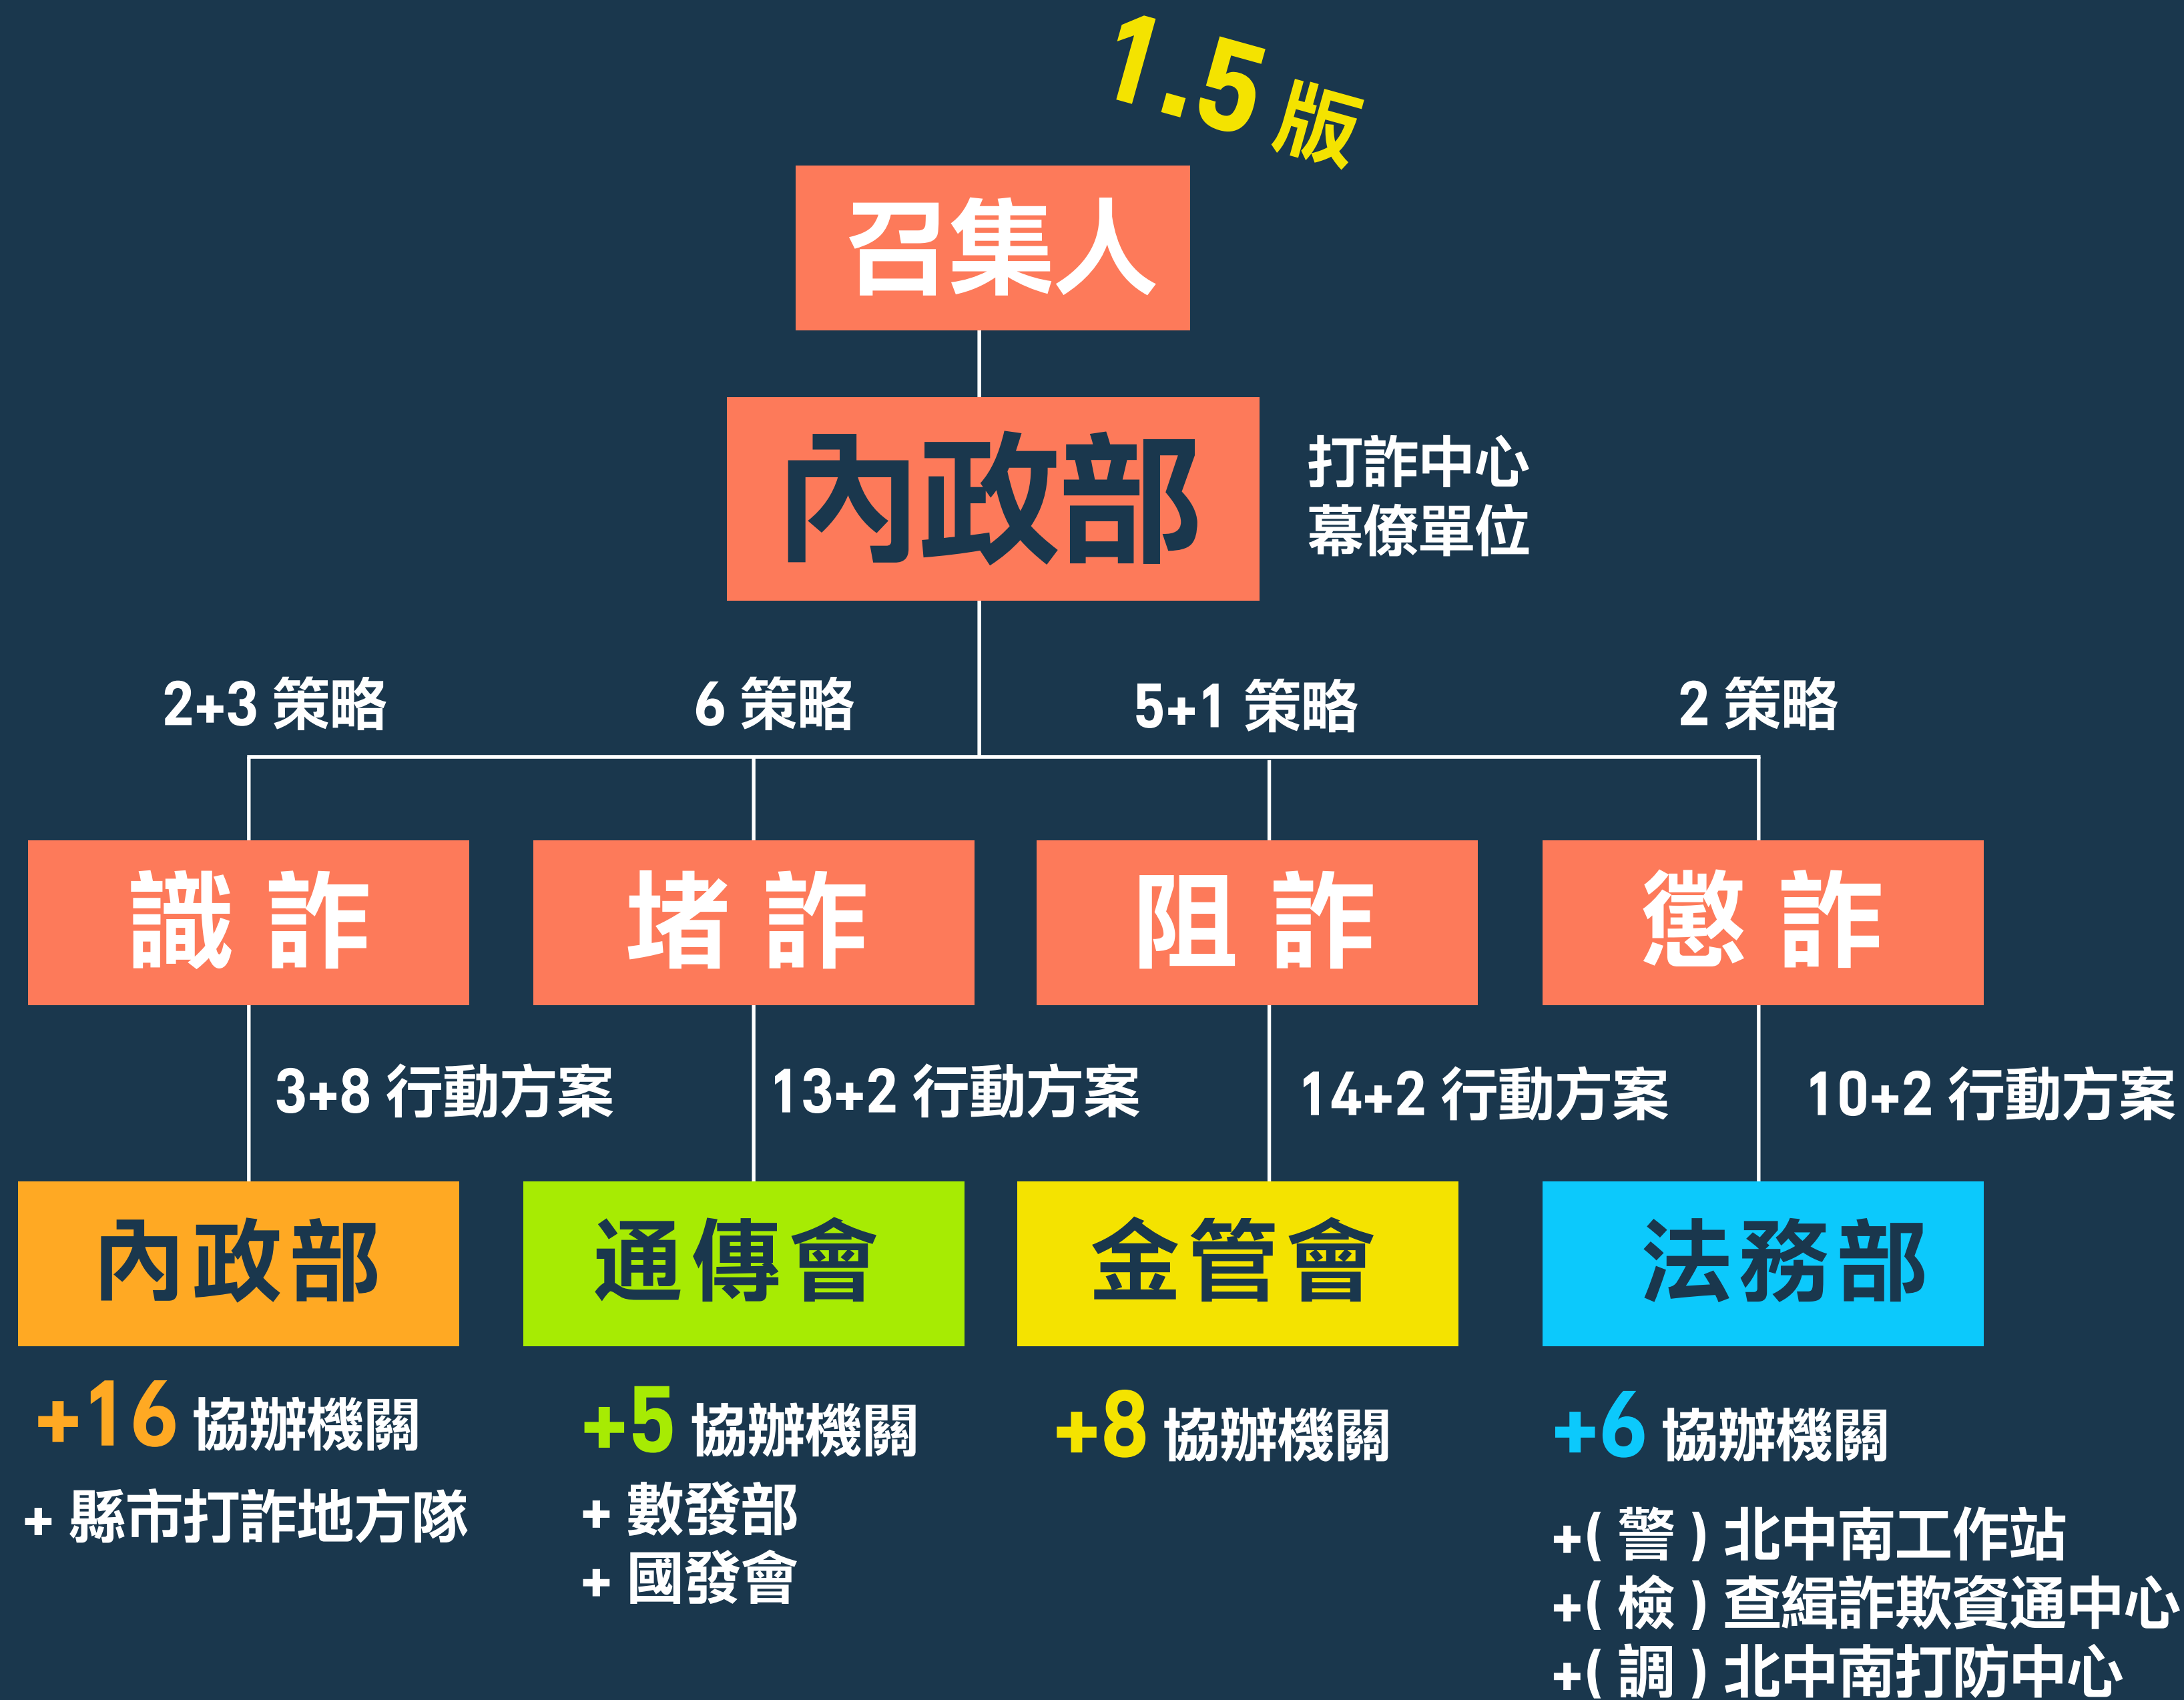 1.5 版
召集人
內政部
打詐中心
幕僚單位
2+3 策略
6 策略
5+1 策略
2 策略
識 詐
堵 詐
阻 詐
懲 詐
3+8 行動方案
13+2 行動方案
14+2 行動方案
10+2 行動方案
內政部
通傳會
金管會
法務部
+16 協辦機關
+ 縣市打詐地方隊
+5 協辦機關
+ 數發部
+ 國發會
+8 協辦機關
+6 協辦機關
+( 警 ) 北中南工作站
+( 檢 ) 查緝詐欺資通中心
+( 調 ) 北中南打防中心